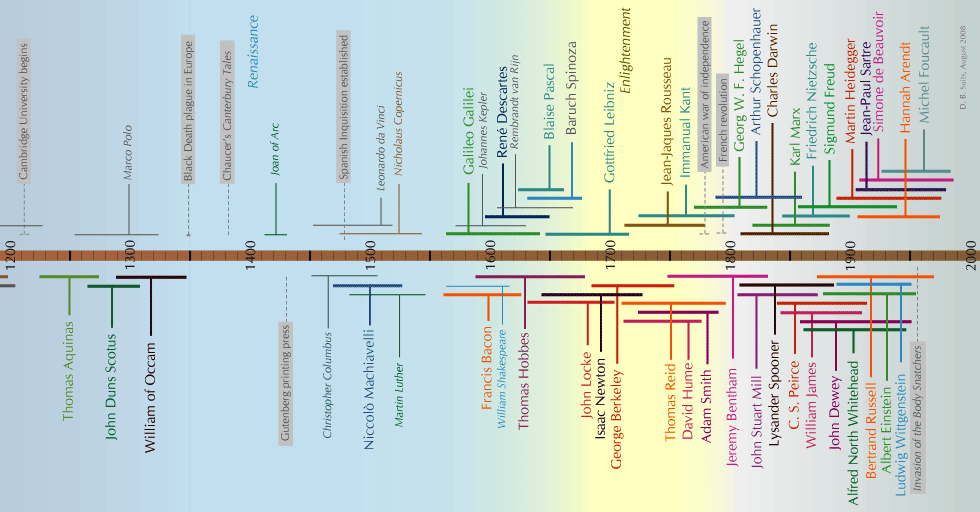 Cambridge University begins
Marco Polo
Black Death plague in Europe
Chaucer's Canterbury Tales
Renaissance
Joan of Arc
Spanish Inquisition established
Leonardo da Vinci
Nicholaus Copernicus
Galileo Galilei
Johannes Kepler
René Descartes
Rembrandt van Rijn
Blaise Pascal
Baruch Spinoza
Gottfried Leibniz
Enlightenment
Jean-Jaques Rousseau
Immanual Kant
American war of independence
French revolution
Georg W. F. Hegel
Arthur Schopenhauer
Charles Darwin
Karl Marx
Friedrich Nietzsche
Sigmund Freud
Martin Heidegger
Jean-Paul Sartre
Simone de Beauvoir
Hannah Arendt
Michel Foucault
D. B. Suits, August 2008
1200
1300
1400
1500
1600
1700
1800
1900
2000
Thomas Aquinas
John Duns Scotus
William of Occam
Gutenberg printing press
Christopher Columbus
Niccolò Machiavelli
Martin Luther
Francis Bacon
William Shakespeare
Thomas Hobbes
John Locke
Isaac Newton
George Berkeley
Thomas Reid
David Hume
Adam Smith
Jeremy Bentham
John Stuart Mill
Lysander Spooner
C. S. Peirce
William James
John Dewey
Alfred North Whitehead
Bertrand Russell
Albert Einstein
Ludwig Wittgenstein
Invasion of the Body Snatchers